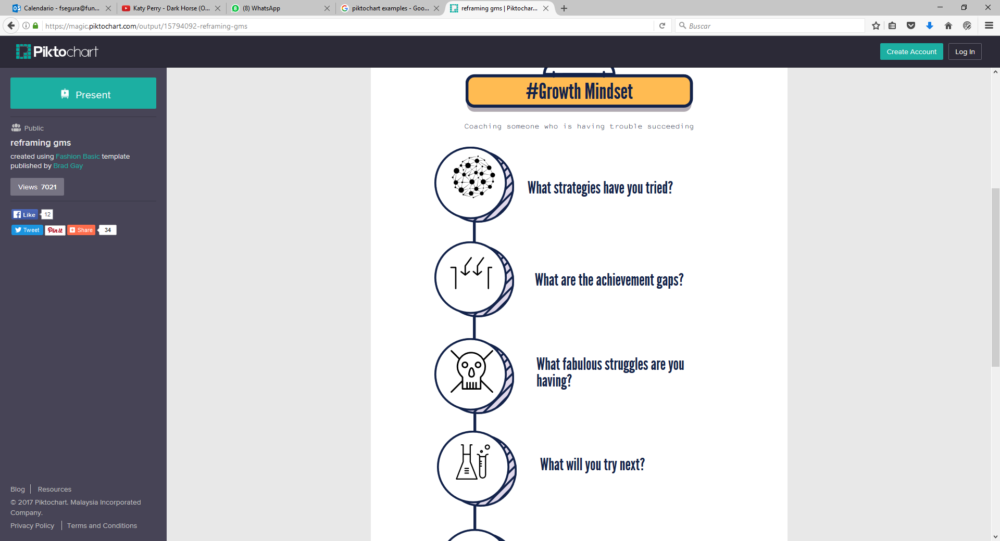 Calendario - fsegura@fun...
Katy Perry - Dark Horse (O...
(8) WhatsApp
piktochart examples - Goo...
reframing gms | Piktochar...
https://magic.piktochart.com/output/15794092-reframing-gms
Buscar
Piktochart
Create Account
Log In
Present
Public
reframing gms
created using Fashion Basic template
published by Brad Gay
Views 7021
Like 12
Tweet Pinit Share 34
Blog Resources
© 2017 Piktochart. Malaysia Incorporated
Company.
Privacy Policy Terms and Conditions
#Growth Mindset
Coaching someone who is having trouble succeeding
What strategies have you tried?
What are the achievement gaps?
What fabulous struggles are you
having?
What will you try next?